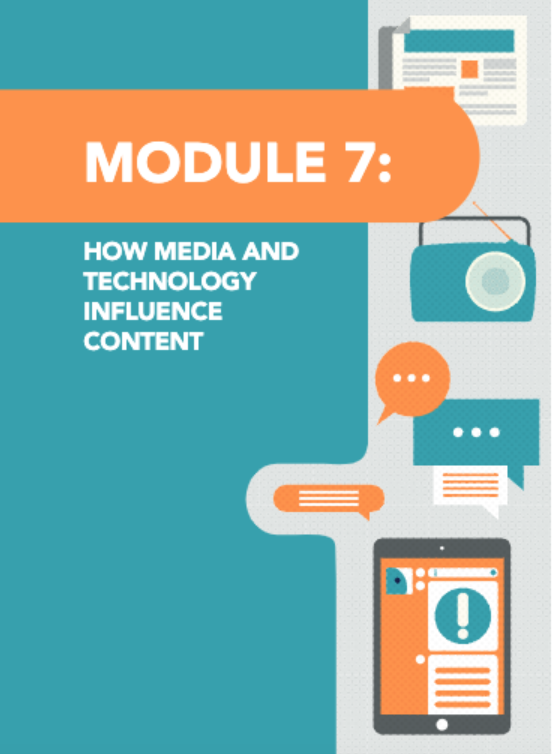 MODULE 7:
HOW MEDIA AND
TECHNOLOGY
INFLUENCE
CONTENT